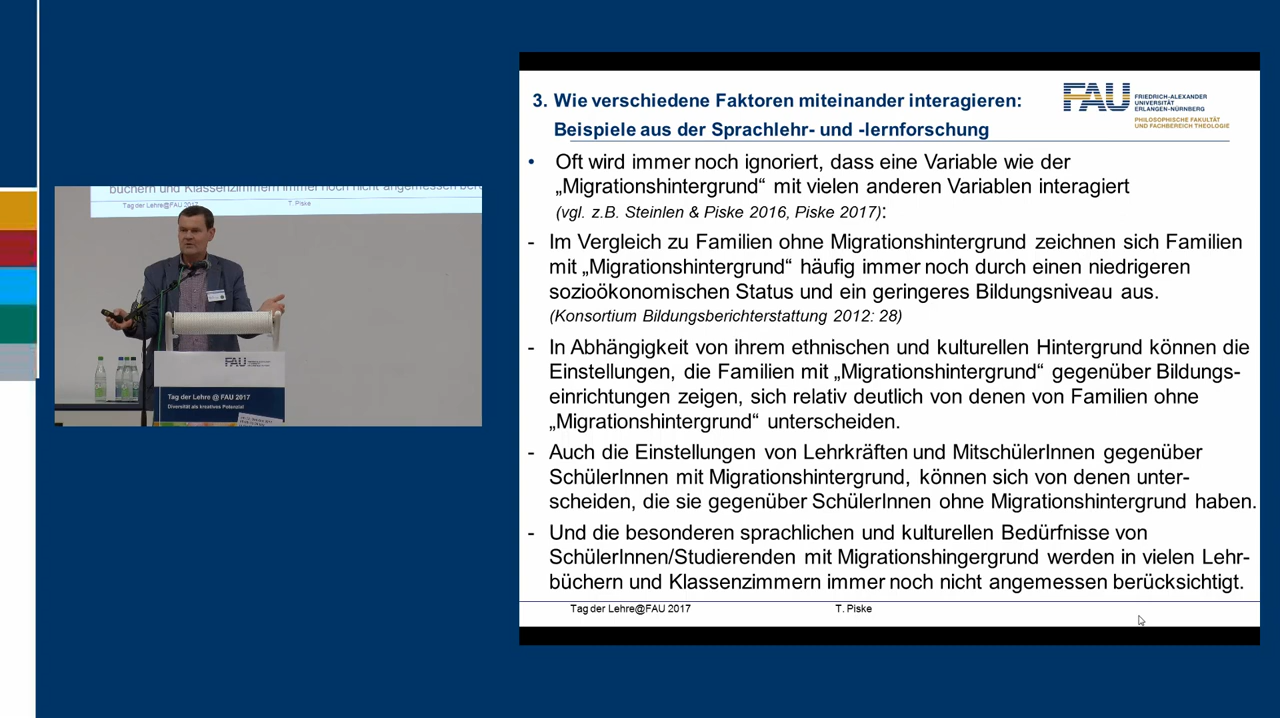 büchern und Klassenzimmern immer noch nicht angemessen
Tag der Lehre@FAU 2017
T. Piske
FAU
Tag der Lehre @ FAU 2017
Diversität als kreatives Potenzial
3. Wie verschiedene Faktoren miteinander interagieren:
Beispiele aus der Sprachlehr- und -lernforschung
FAU
FRIEDRICH-ALEXANDER
UNIVERSITÄT
ERLANGEN-NÜRNBERG
PHILOSOPHISCHE FAKULTÄT
UND FACHBEREICH THEOLOGIE
• Oft wird immer noch ignoriert, dass eine Variable wie der
„Migrationshintergrund“ mit vielen anderen Variablen interagiert
(vgl. z.B. Steinlen & Piske 2016, Piske 2017):
- Im Vergleich zu Familien ohne Migrationshintergrund zeichnen sich Familien
mit „Migrationshintergrund“ häufig immer noch durch einen niedrigeren
sozioökonomischen Status und ein geringeres Bildungsniveau aus.
(Konsortium Bildungsberichterstattung 2012: 28)
- In Abhängigkeit von ihrem ethnischen und kulturellen Hintergrund können die
Einstellungen, die Familien mit „Migrationshintergrund“ gegenüber Bildungs-
einrichtungen zeigen, sich relativ deutlich von denen von Familien ohne
„Migrationshintergrund“ unterscheiden.
- Auch die Einstellungen von Lehrkräften und MitschülerInnen gegenüber
SchülerInnen mit Migrationshintergrund, können sich von denen unter-
scheiden, die sie gegenüber SchülerInnen ohne Migrationshintergrund haben.
- Und die besonderen sprachlichen und kulturellen Bedürfnisse von
SchülerInnen/Studierenden mit Migrationshingergrund werden in vielen Lehr-
büchern und Klassenzimmern immer noch nicht angemessen berücksichtigt.
Tag der Lehre@FAU 2017
T. Piske